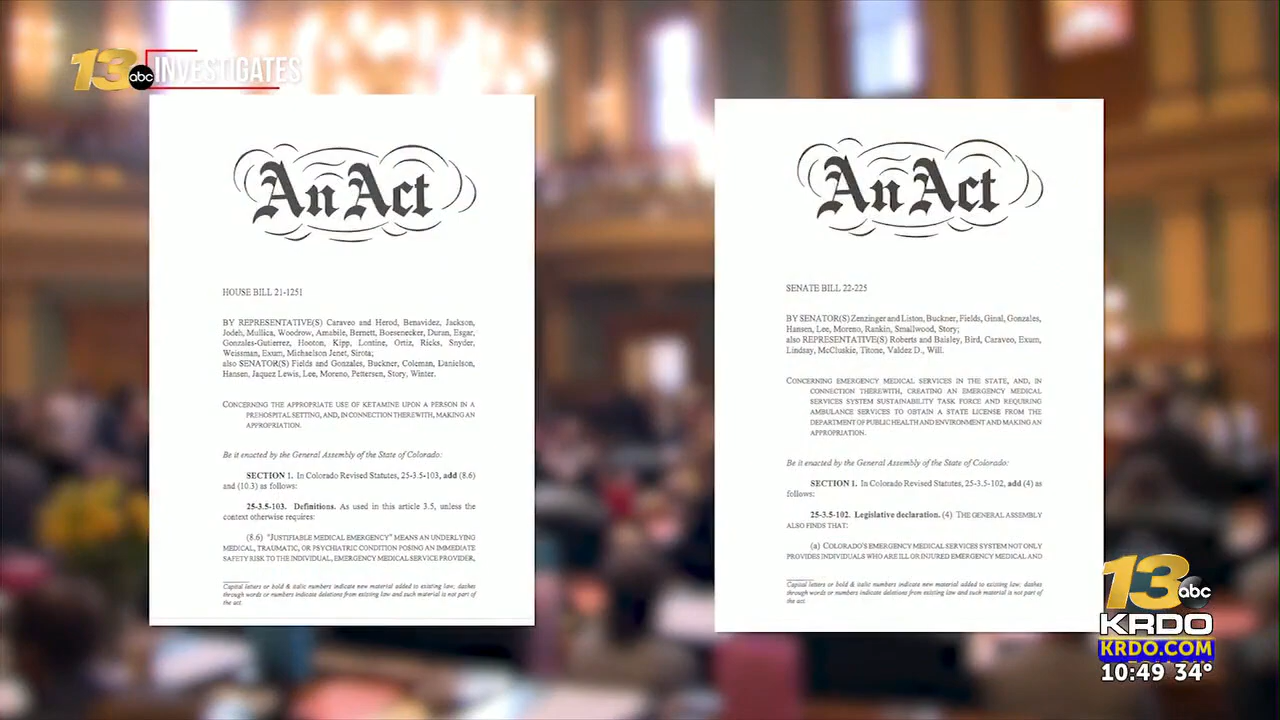 13 abc INVESTIGATES
An Act
HOUSE BILL 21-1251
BY REPRESENTATIVE(S) Caraveo and Herod, Benavidez, Jackson,
Jodeh, Mullica, Woodrow, Amabile, Bernett, Boesenecker, Duran, Esgar,
Gonzales-Gutierrez, Hooton, Kipp, Lontine, Ortiz, Ricks, Snyder,
Weissman, Exum, Michaelson Jenet, Sirota;
also SENATOR(S) Fields and Gonzales, Buckner, Coleman, Danielson,
Hansen, Jaquez Lewis, Lee, Moreno, Pettersen, Story, Winter.
CONCERNING THE APPROPRIATE USE OF KETAMINE UPON A PERSON IN A
PREHOSPITAL SETTING, AND, IN CONNECTION THEREWITH, MAKING AN
APPROPRIATION.
Be it enacted by the General Assembly of the State of Colorado:
SECTION 1. In Colorado Revised Statutes, 25-3.5-103, add (8.6)
and (10.3) as follows:
25-3.5-103. Definitions. As used in this article 3.5, unless the
context otherwise requires:
(8.6) "JUSTIFIABLE MEDICAL EMERGENCY" MEANS AN UNDERLYING
MEDICAL, TRAUMATIC, OR PSYCHIATRIC CONDITION POSING AN IMMEDIATE
SAFETY RISK TO THE INDIVIDUAL, EMERGENCY MEDICAL SERVICE PROVIDER,
Capital letters or bold & italic numbers indicate new material added to existing law; dashes
through words or numbers indicate deletions from existing law and such material is not part of
the act.
An Act
SENATE BILL 22-225
BY SENATOR(S) Zenzinger and Liston, Buckner, Fields, Ginal, Gonzales,
Hansen, Lee, Moreno, Rankin, Smallwood, Story;
also REPRESENTATIVE(S) Roberts and Baisley, Bird, Caraveo, Exum,
Lindsay, McCluskie, Titone, Valdez D., Will.
CONCERNING EMERGENCY MEDICAL SERVICES IN THE STATE, AND, IN
CONNECTION THEREWITH, CREATING AN EMERGENCY MEDICAL
SERVICES SYSTEM SUSTAINABILITY TASK FORCE AND REQUIRING
AMBULANCE SERVICES TO OBTAIN A STATE LICENSE FROM THE
DEPARTMENT OF PUBLIC HEALTH AND ENVIRONMENT AND MAKING AN
APPROPRIATION.
Be it enacted by the General Assembly of the State of Colorado:
SECTION 1. In Colorado Revised Statutes, 25-3.5-102, add (4) as
follows:
25-3.5-102. Legislative declaration. (4) THE GENERAL ASSEMBLY
ALSO FINDS THAT:
(a) COLORADO'S EMERGENCY MEDICAL SERVICES SYSTEM NOT ONLY
PROVIDES INDIVIDUALS WHO ARE ILL OR INJURED EMERGENCY MEDICAL AND
Capital letters or bold & italic numbers indicate new material added to existing law; dashes
through words or numbers indicate deletions from existing law and such material is not part of
the act.
13 abc
KRDO
KRDO.COM
10:49 34°